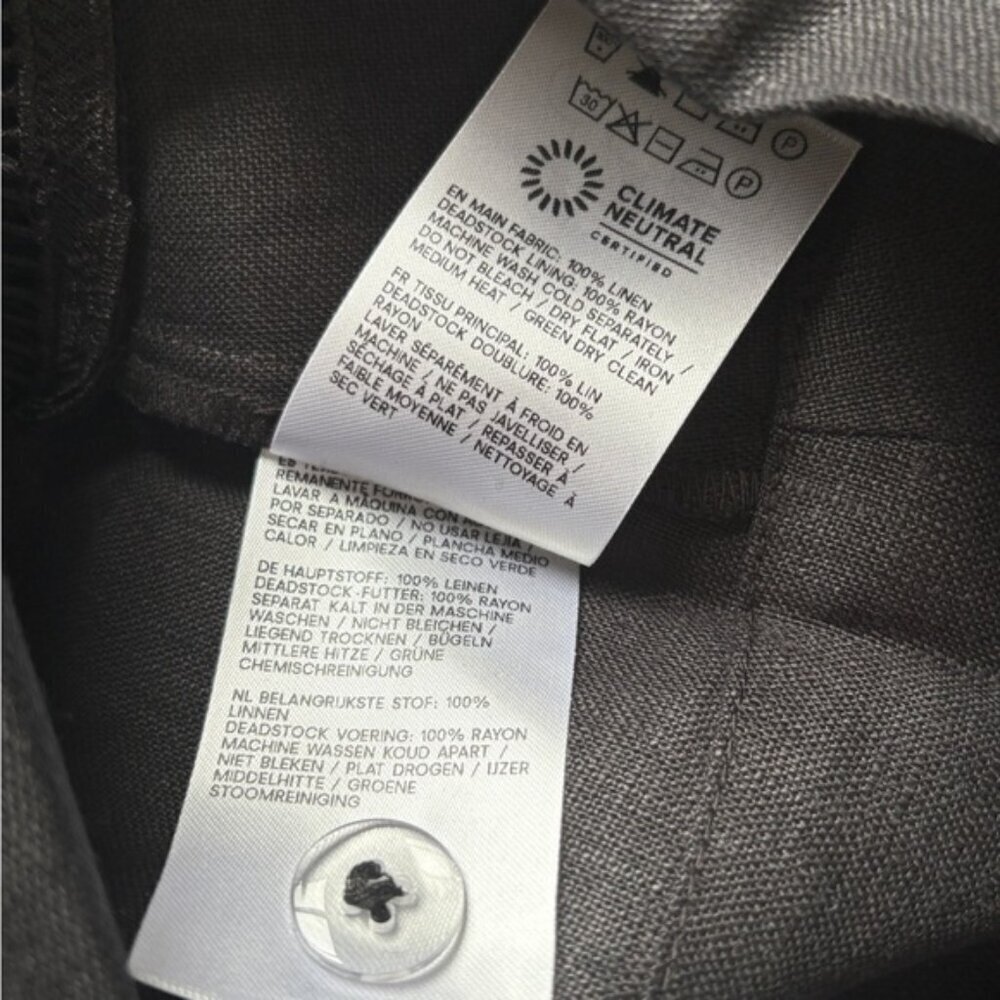 30
P
P
CLIMATE
NEUTRAL
CERTIFIED
EN MAIN FABRIC: 100% LINEN
DEADSTOCK LINING: 100% RAYON
MACHINE WASH COLD SEPARATELY /
DO NOT BLEACH / DRY FLAT / IRON /
MEDIUM HEAT / GREEN DRY CLEAN
FR TISSU PRINCIPAL: 100% LIN
DEADSTOCK DOUBLURE: 100%
RAYON
LAVER SÉPARÉMENT À FROID EN
MACHINE / NE PAS JAVELLISER /
SÉCHAGE À PLAT / REPASSER À
FAIBLE MOYENNE / NETTOYAGE À
SEC VERT
ES
REMANENTE
LAVAR A MÁQUINA CON
POR SEPARADO / NO USAR LEJIA /
SECAR EN PLANO / PLANCHA MEDIO
CALOR / LIMPIEZA EN SECO VERDE
DE HAUPTSTOFF: 100% LEINEN
DEADSTOCK-FUTTER: 100% RAYON
SEPARAT KALT IN DER MASCHINE
WASCHEN / NICHT BLEICHEN /
LIEGEND TROCKNEN / BÜGELN
MITTLERE HITZE / GRÜNE
CHEMISCHREINIGUNG
NL BELANGRIJKSTE STOF: 100%
LINNEN
DEADSTOCK VOERING: 100% RAYON
MACHINE WASSEN KOUD APART /
NIET BLEKEN / PLAT DROGEN / IJZER
MIDDELHITTE / GROENE
STOOMREINIGING